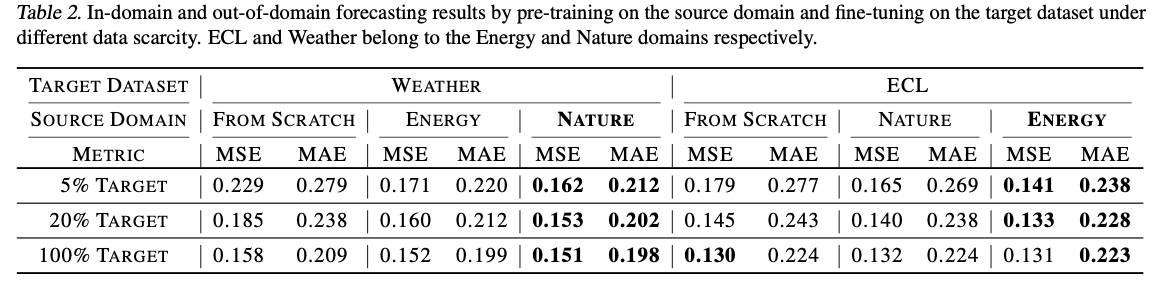 Table 2. In-domain and out-of-domain forecasting results by pre-training on the source domain and fine-tuning on the target dataset under
different data scarcity. ECL and Weather belong to the Energy and Nature domains respectively.
TARGET DATASET WEATHER ECL
SOURCE DOMAIN FROM SCRATCH ENERGY NATURE FROM SCRATCH NATURE ENERGY
METRIC MSE MAE MSE MAE MSE MAE MSE MAE MSE MAE MSE MAE
5% TARGET 0.229 0.279 0.171 0.220 0.162 0.212 0.179 0.277 0.165 0.269 0.141 0.238
20% TARGET 0.185 0.238 0.160 0.212 0.153 0.202 0.145 0.243 0.140 0.238 0.133 0.228
100% TARGET 0.158 0.209 0.152 0.199 0.151 0.198 0.130 0.224 0.132 0.224 0.131 0.223